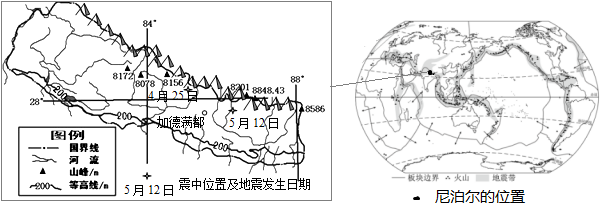 84°
88°
8172
8078
8156
8201
8848.43
8586
4月25日
28°
加德满都
5月12日
200
200
图例
国界线
河流
山峰/m
200
等高线/m
5月12日
震中位置及地震发生日期
板块边界
火山
地震带
尼泊尔的位置